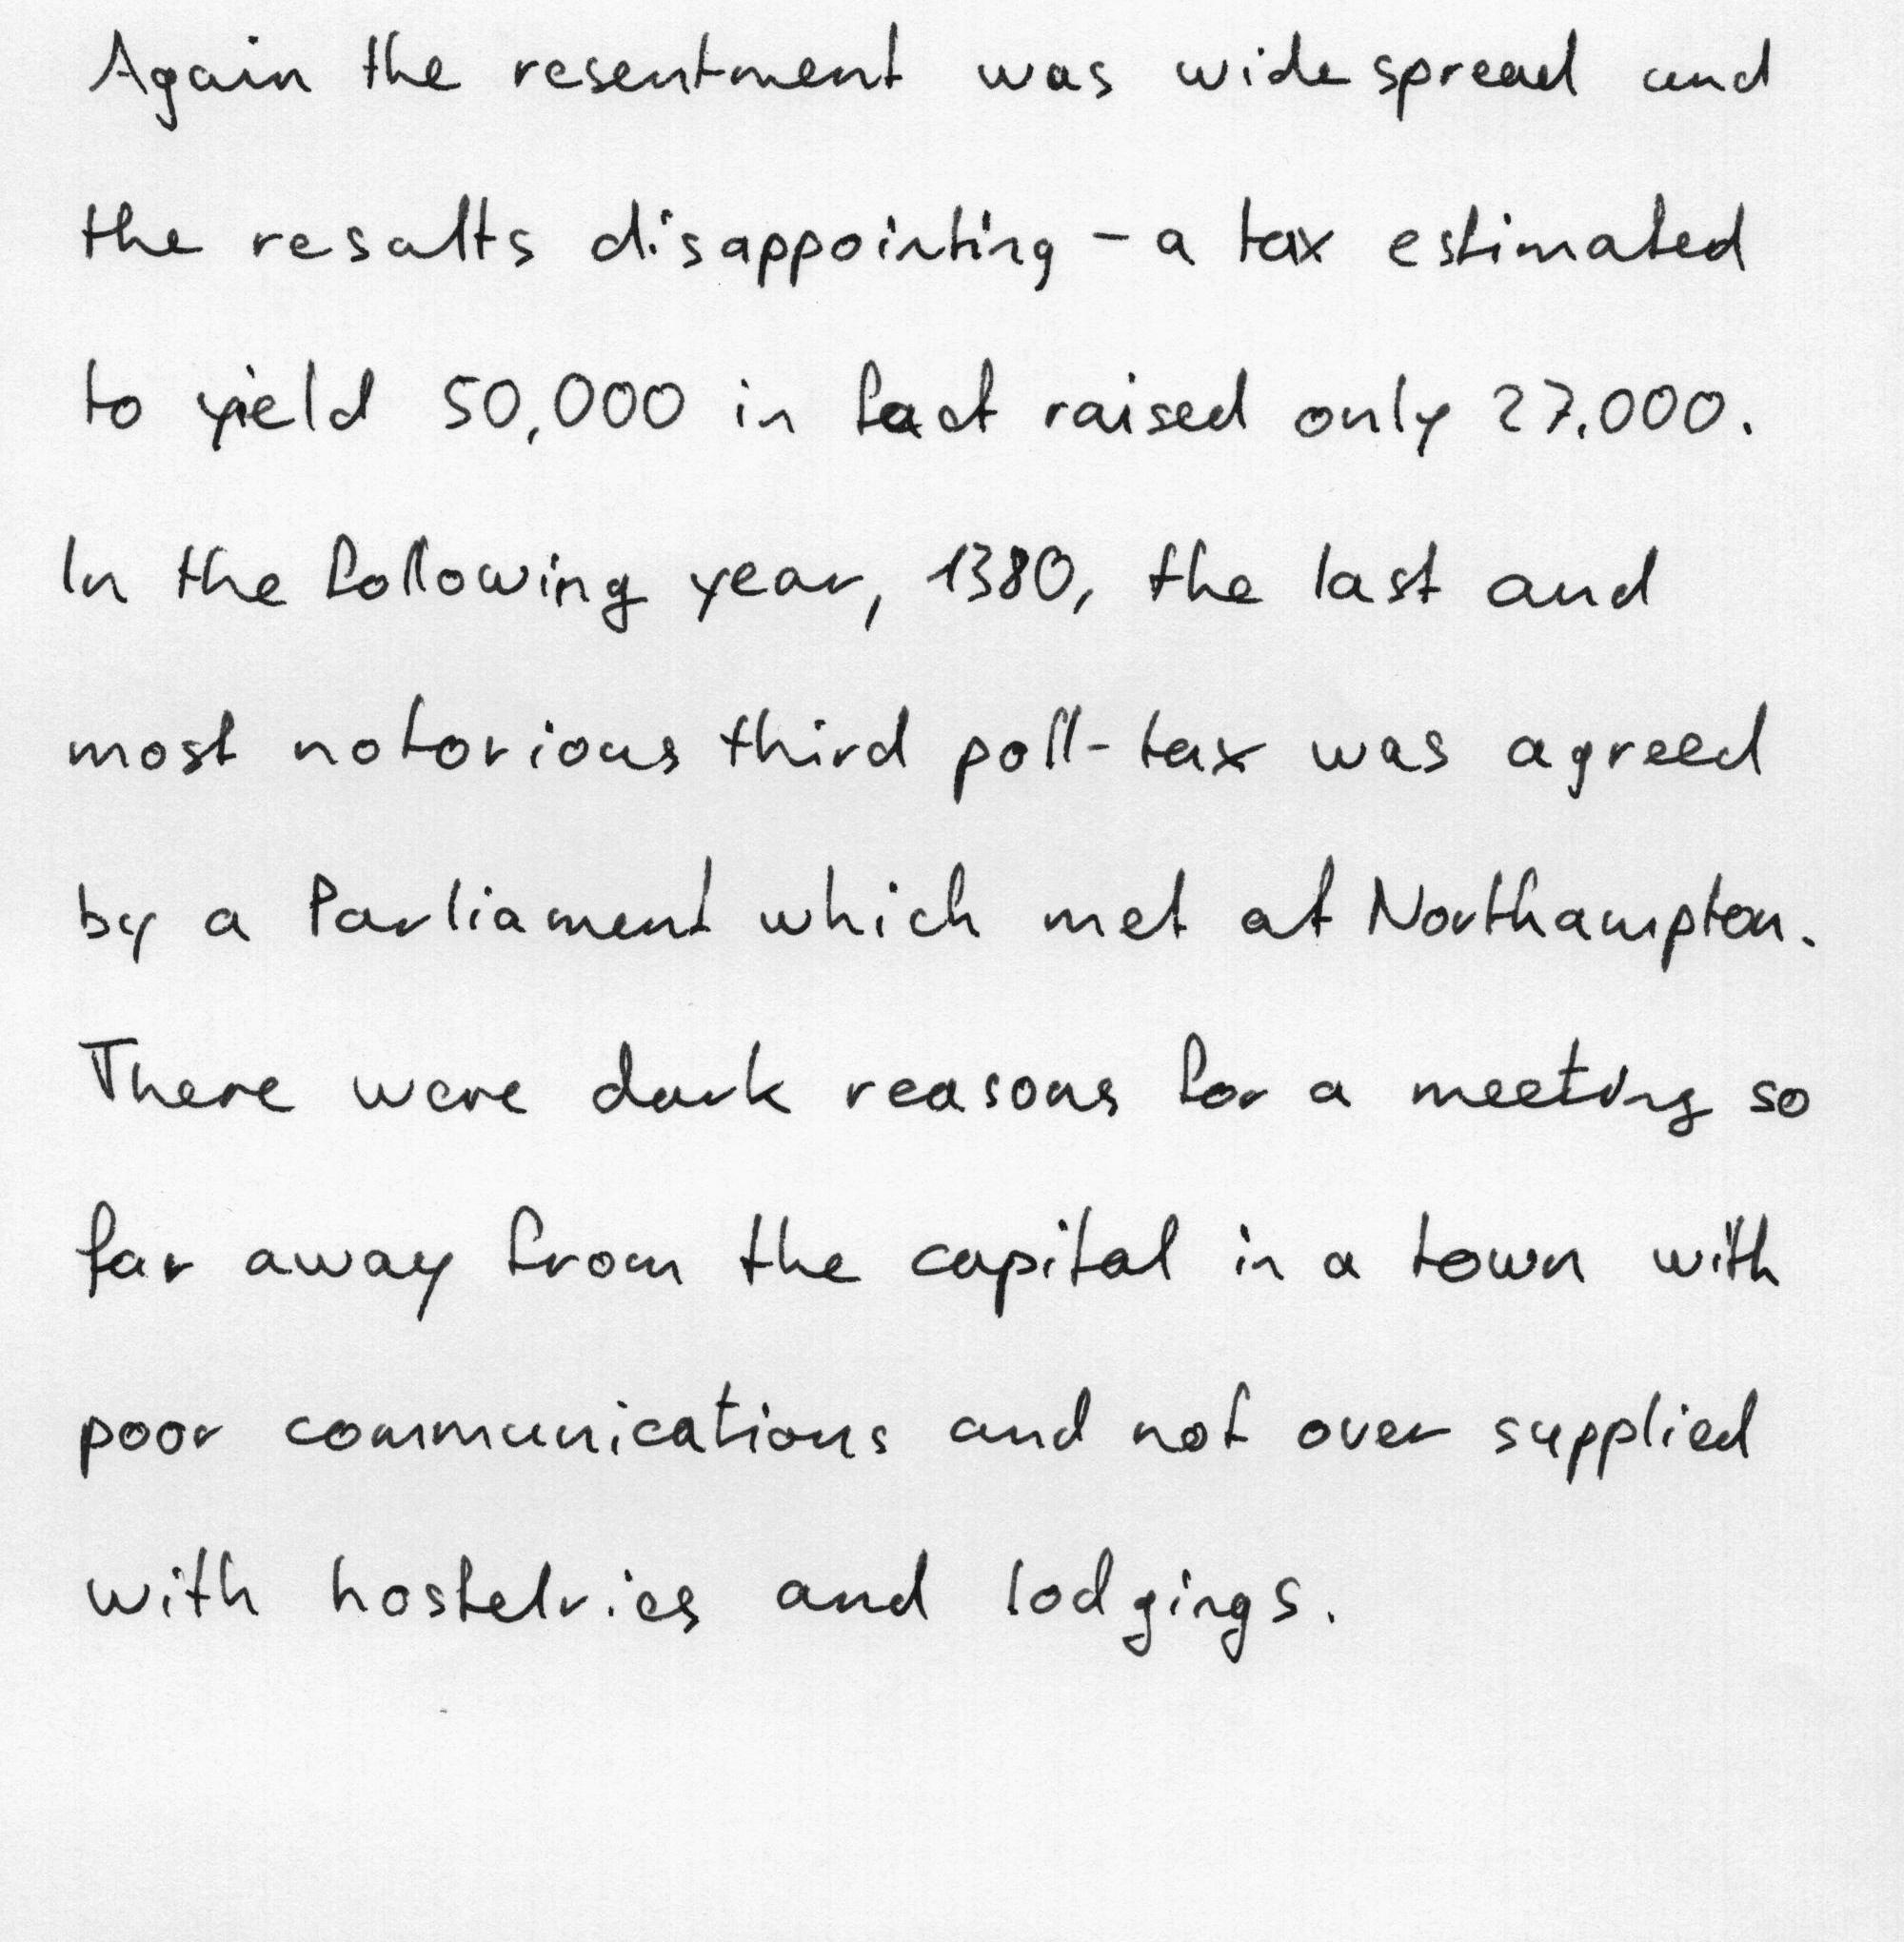 Again the resentment was widespread and
the results disappointing - a tax estimated
to yield 50,000 in fact raised only 27.000.
In the following year, 1380, the last and
most notorious third poll-tax was agreed
by a Parliament which met at Northampton.
There were dark reasons for a meeting so
far away from the capital in a town with
poor communications and not over supplied
with hostelries and lodgings.